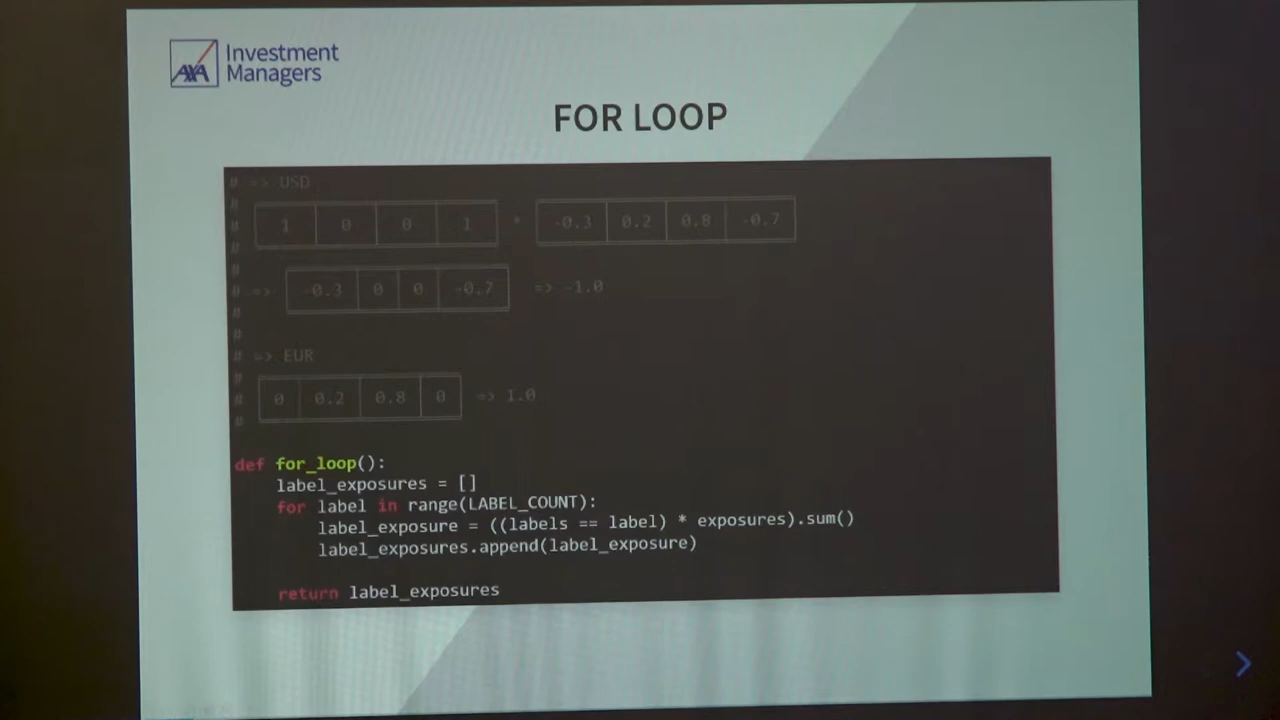 AXA Investment
Managers
FOR LOOP
# => USD
#
# 1 0 0 1 * -0.3 0.2 0.8 -0.7
#
#
# => -0.3 0 0 -0.7 => -1.0
#
#
# => EUR
#
# 0 0.2 0.8 0 => 1.0
#
def for_loop():
label_exposures = []
for label in range(LABEL_COUNT):
label_exposure = ((labels == label) * exposures).sum()
label_exposures.append(label_exposure)
return label_exposures